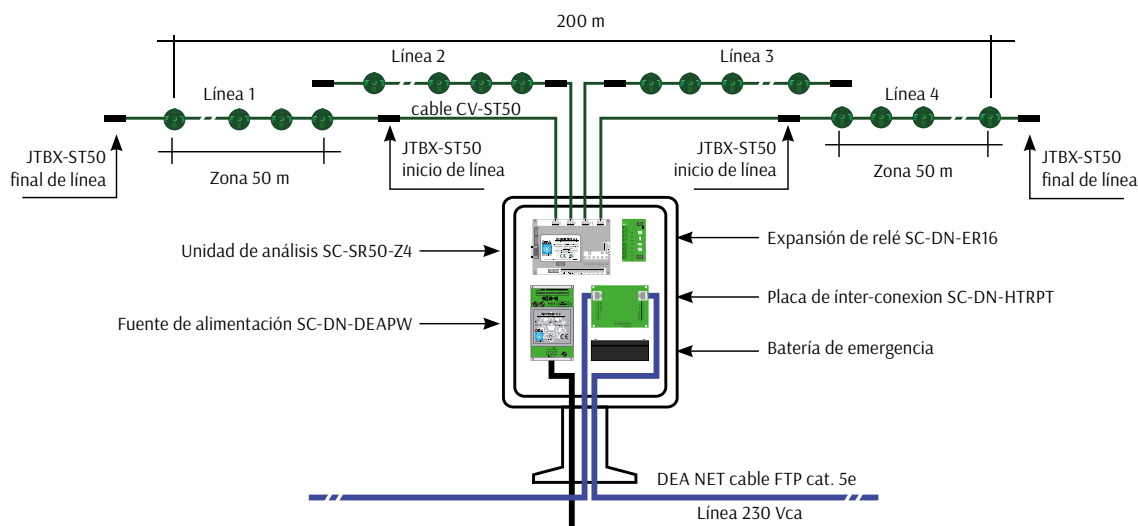 200 m
Línea 2
Línea 3
Línea 1
cable CV-ST50
Línea 4
JTBX-ST50
final de línea
Zona 50 m
JTBX-ST50
inicio de línea
JTBX-ST50
inicio de línea
Zona 50 m
JTBX-ST50
final de línea
Unidad de análisis SC-SR50-Z4
Expansión de relé SC-DN-ER16
Placa de ínter-conexion SC-DN-HTRPT
Fuente de alimentación SC-DN-DEAPW
Batería de emergencia
DEA NET cable FTP cat. 5e
Línea 230 Vca